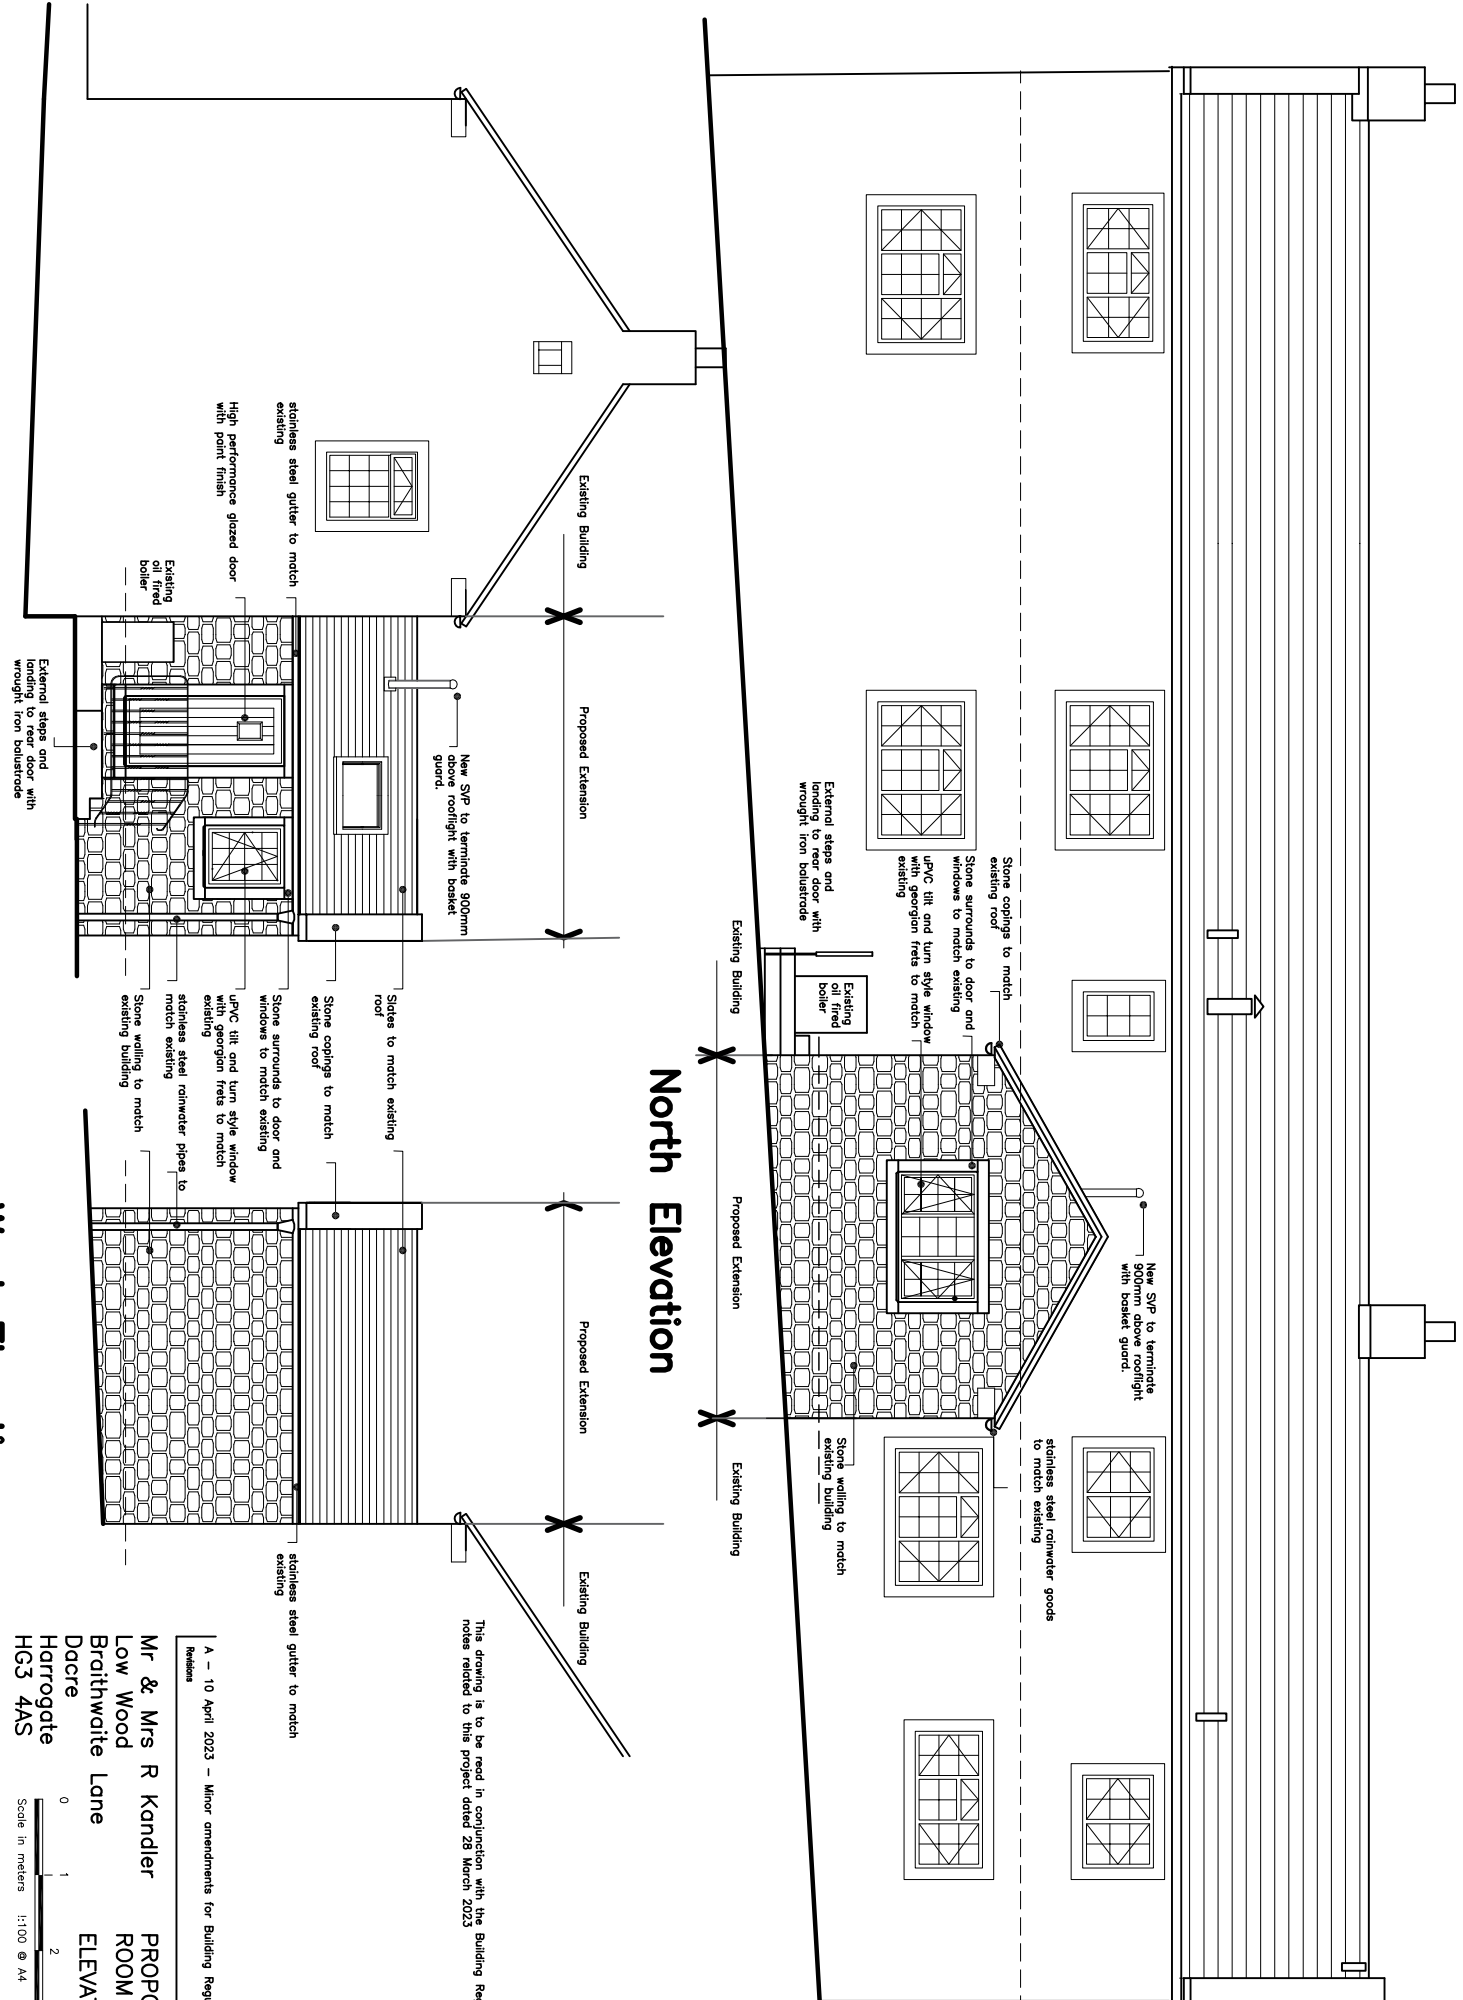 New SVP to terminate
900mm above rooflight
with basket guard.
stainless steel rainwater goods
to match existing
Stone copings to match
existing roof
Stone surrounds to door and
windows to match existing
uPVC tilt and turn style window
with georgian frets to match
existing
Existing
oil fired
boiler
External steps and
landing to rear door with
wrought iron balustrade
Stone walling to match
existing building
Existing Building
Proposed Extension
Existing Building
North Elevation
Existing Building
Proposed Extension
Proposed Extension
Existing Building
New SVP to terminate 900mm
above rooflight with basket
guard.
This drawing is to be read in conjunction with the Building
notes related to this project dated 28 March 2023
Slates to match existing
roof
Stone copings to match
existing roof
stainless steel gutter to match
existing
Stone surrounds to door and
windows to match existing
uPVC tilt and turn style window
with georgian frets to match
existing
stainless steel gutter to match
existing
High performance glazed door
with paint finish
stainless steel rainwater pipes to
match existing
Stone walling to match
existing building
Existing
oil fired
boiler
External steps and
landing to rear door with
wrought iron balustrade
A - 10 April 2023 - Minor amendments for Building
Revisions
Mr & Mrs R Kandler
Low Wood
Braithwaite Lane
Dacre
Harrogate
HG3 4AS
ROOM
0 1 2
Scale in meters 1:100 @ A4